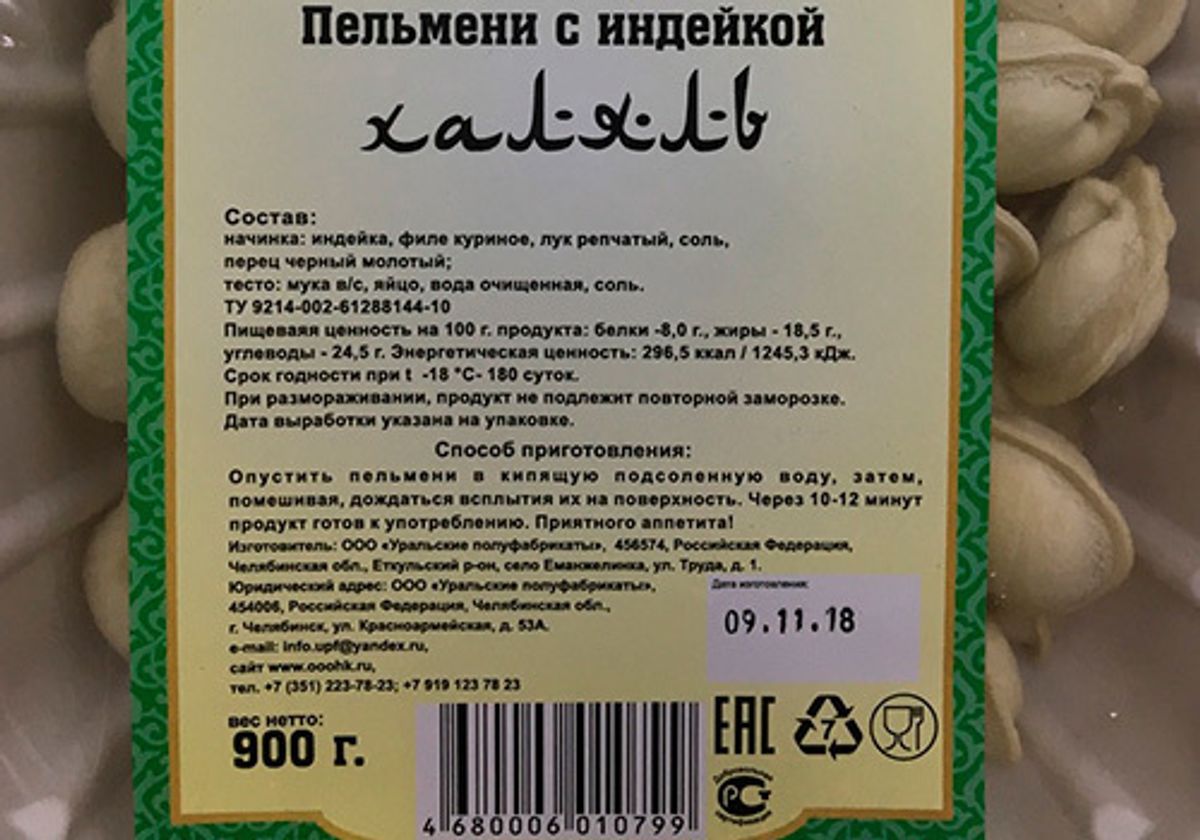 Пельмени с индейкой
халяль
Состав:
начинка: индейка, филе куриное, лук репчатый, соль,
перец черный молотый;
тесто: мука в/с, яйцо, вода очищенная, соль.
ТУ 9214-002-61288144-10
Пищеваяя ценность на 100 г. продукта: белки -8,0 г., жиры - 18,5 г.,
углеводы - 24,5 г. Энергетическая ценность: 296,5 ккал / 1245,3 кДж.
Срок годности при t -18 °С- 180 суток.
При размораживании, продукт не подлежит повторной заморозке.
Дата выработки указана на упаковке.
Способ приготовления:
Опустить пельмени в кипящую подсоленную воду, затем,
помешивая, дождаться всплытия их на поверхность. Через 10-12 минут
продукт готов к употреблению. Приятного аппетита!
Изготовитель: ООО «Уральские полуфабрикаты», 456574, Российская Федерация,
Челябинская обл., Еткульский р-он, село Еманжелинка, ул. Труда, д. 1.
Юридический адрес: ООО «Уральские полуфабрикаты»,
454006, Российская Федерация, Челябинская обл.,
г. Челябинск, ул. Красноармейская, д. 53А.
e-mail: info.upf@yandex.ru,
сайт www.ooohk.ru,
тел. +7 (351) 223-78-23; +7 919 123 78 23
Дата изготовления:
09.11.18
вес нетто:
900 г.
ЕАС
7
Добровольная
РСТ
сертификация
4 680006 010799